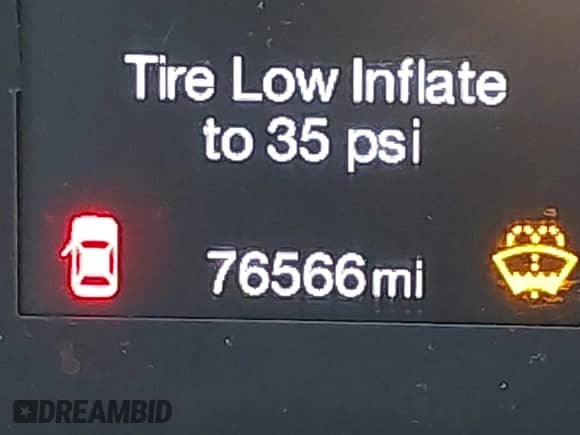 Tire Low Inflate
to 35 psi
76566mi
DREAMBID